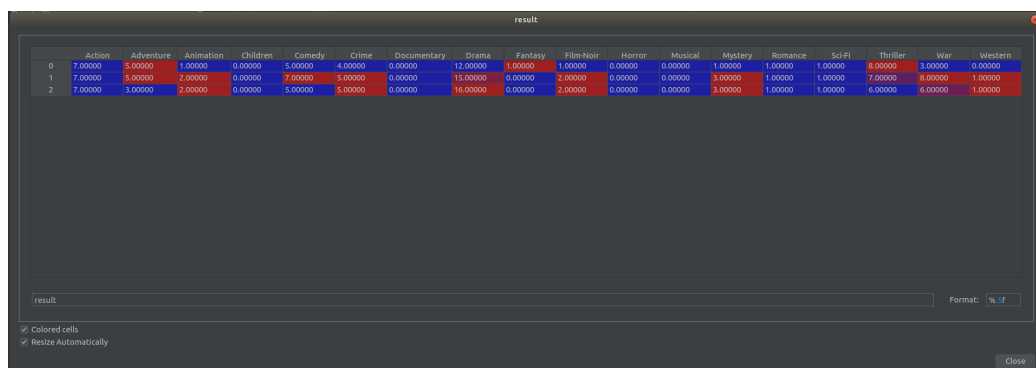 result
Action Adventure Animation Children Comedy Crime Documentary Drama Fantasy Film-Noir Horror Musical Mystery Romance Sci-Fi Thriller War Western
0 7.00000 5.00000 1.00000 0.00000 5.00000 4.00000 0.00000 12.00000 1.00000 1.00000 0.00000 0.00000 1.00000 1.00000 1.00000 8.00000 3.00000 0.00000
1 7.00000 5.00000 2.00000 0.00000 7.00000 5.00000 0.00000 15.00000 0.00000 2.00000 0.00000 0.00000 3.00000 1.00000 1.00000 7.00000 8.00000 1.00000
2 7.00000 3.00000 2.00000 0.00000 5.00000 5.00000 0.00000 16.00000 0.00000 2.00000 0.00000 0.00000 3.00000 1.00000 1.00000 6.00000 6.00000 1.00000
result Format: %.5f
Colored cells
Resize Automatically
Close